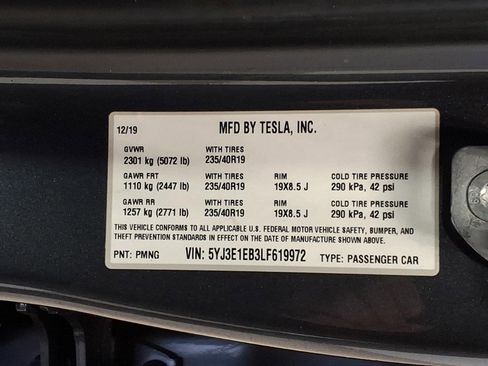 12/19 MFD BY TESLA, INC.
GVWR WITH TIRES
2301 kg (5072 lb) 235/40R19
GAWR FRT WITH TIRES RIM COLD TIRE PRESSURE
1110 kg (2447 lb) 235/40R19 19X8.5 J 290 kPa, 42 psi
GAWR RR WITH TIRES RIM COLD TIRE PRESSURE
1257 kg (2771 lb) 235/40R19 19X8.5 J 290 kPa, 42 psi
THIS VEHICLE CONFORMS TO ALL APPLICABLE U.S. FEDERAL MOTOR VEHICLE SAFETY, BUMPER, AND
THEFT PREVENTION STANDARDS IN EFFECT ON THE DATE OF MANUFACTURE SHOWN ABOVE.
PNT: PMNG VIN: 5YJ3E1EB3LF619972 TYPE: PASSENGER CAR